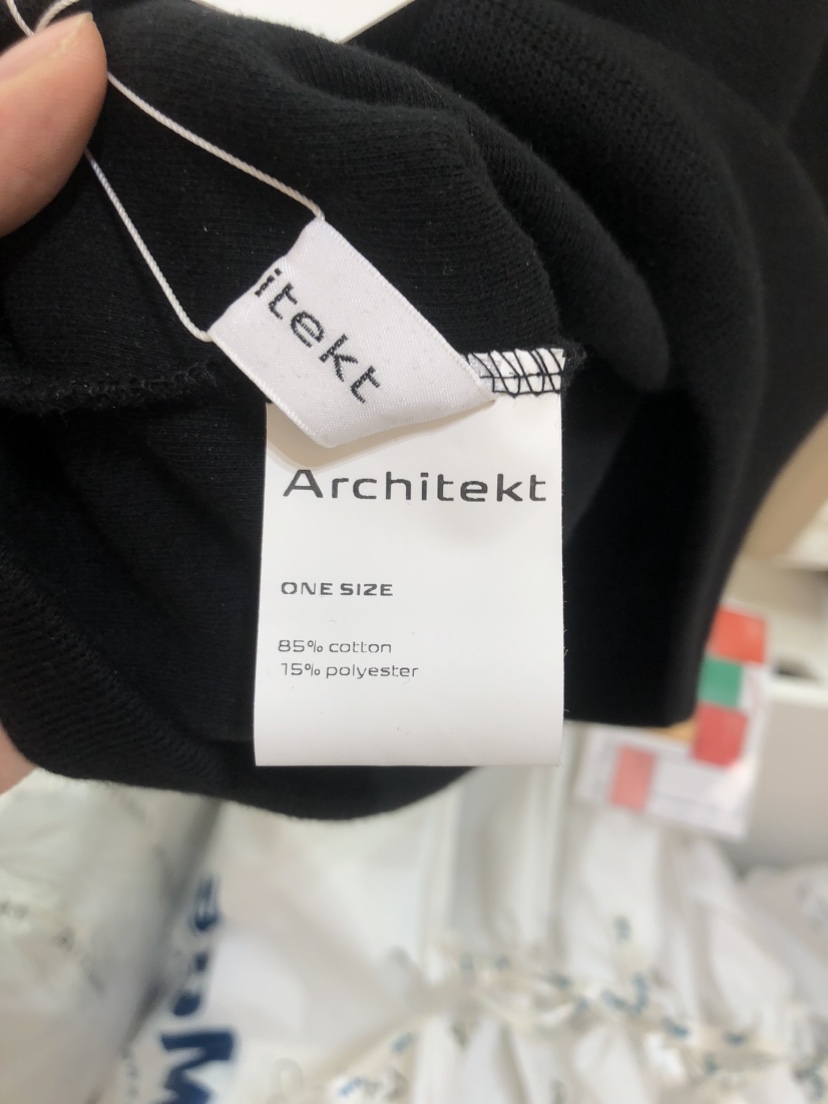 itekt
Architekt
ONE SIZE
85% cotton
15% polyester